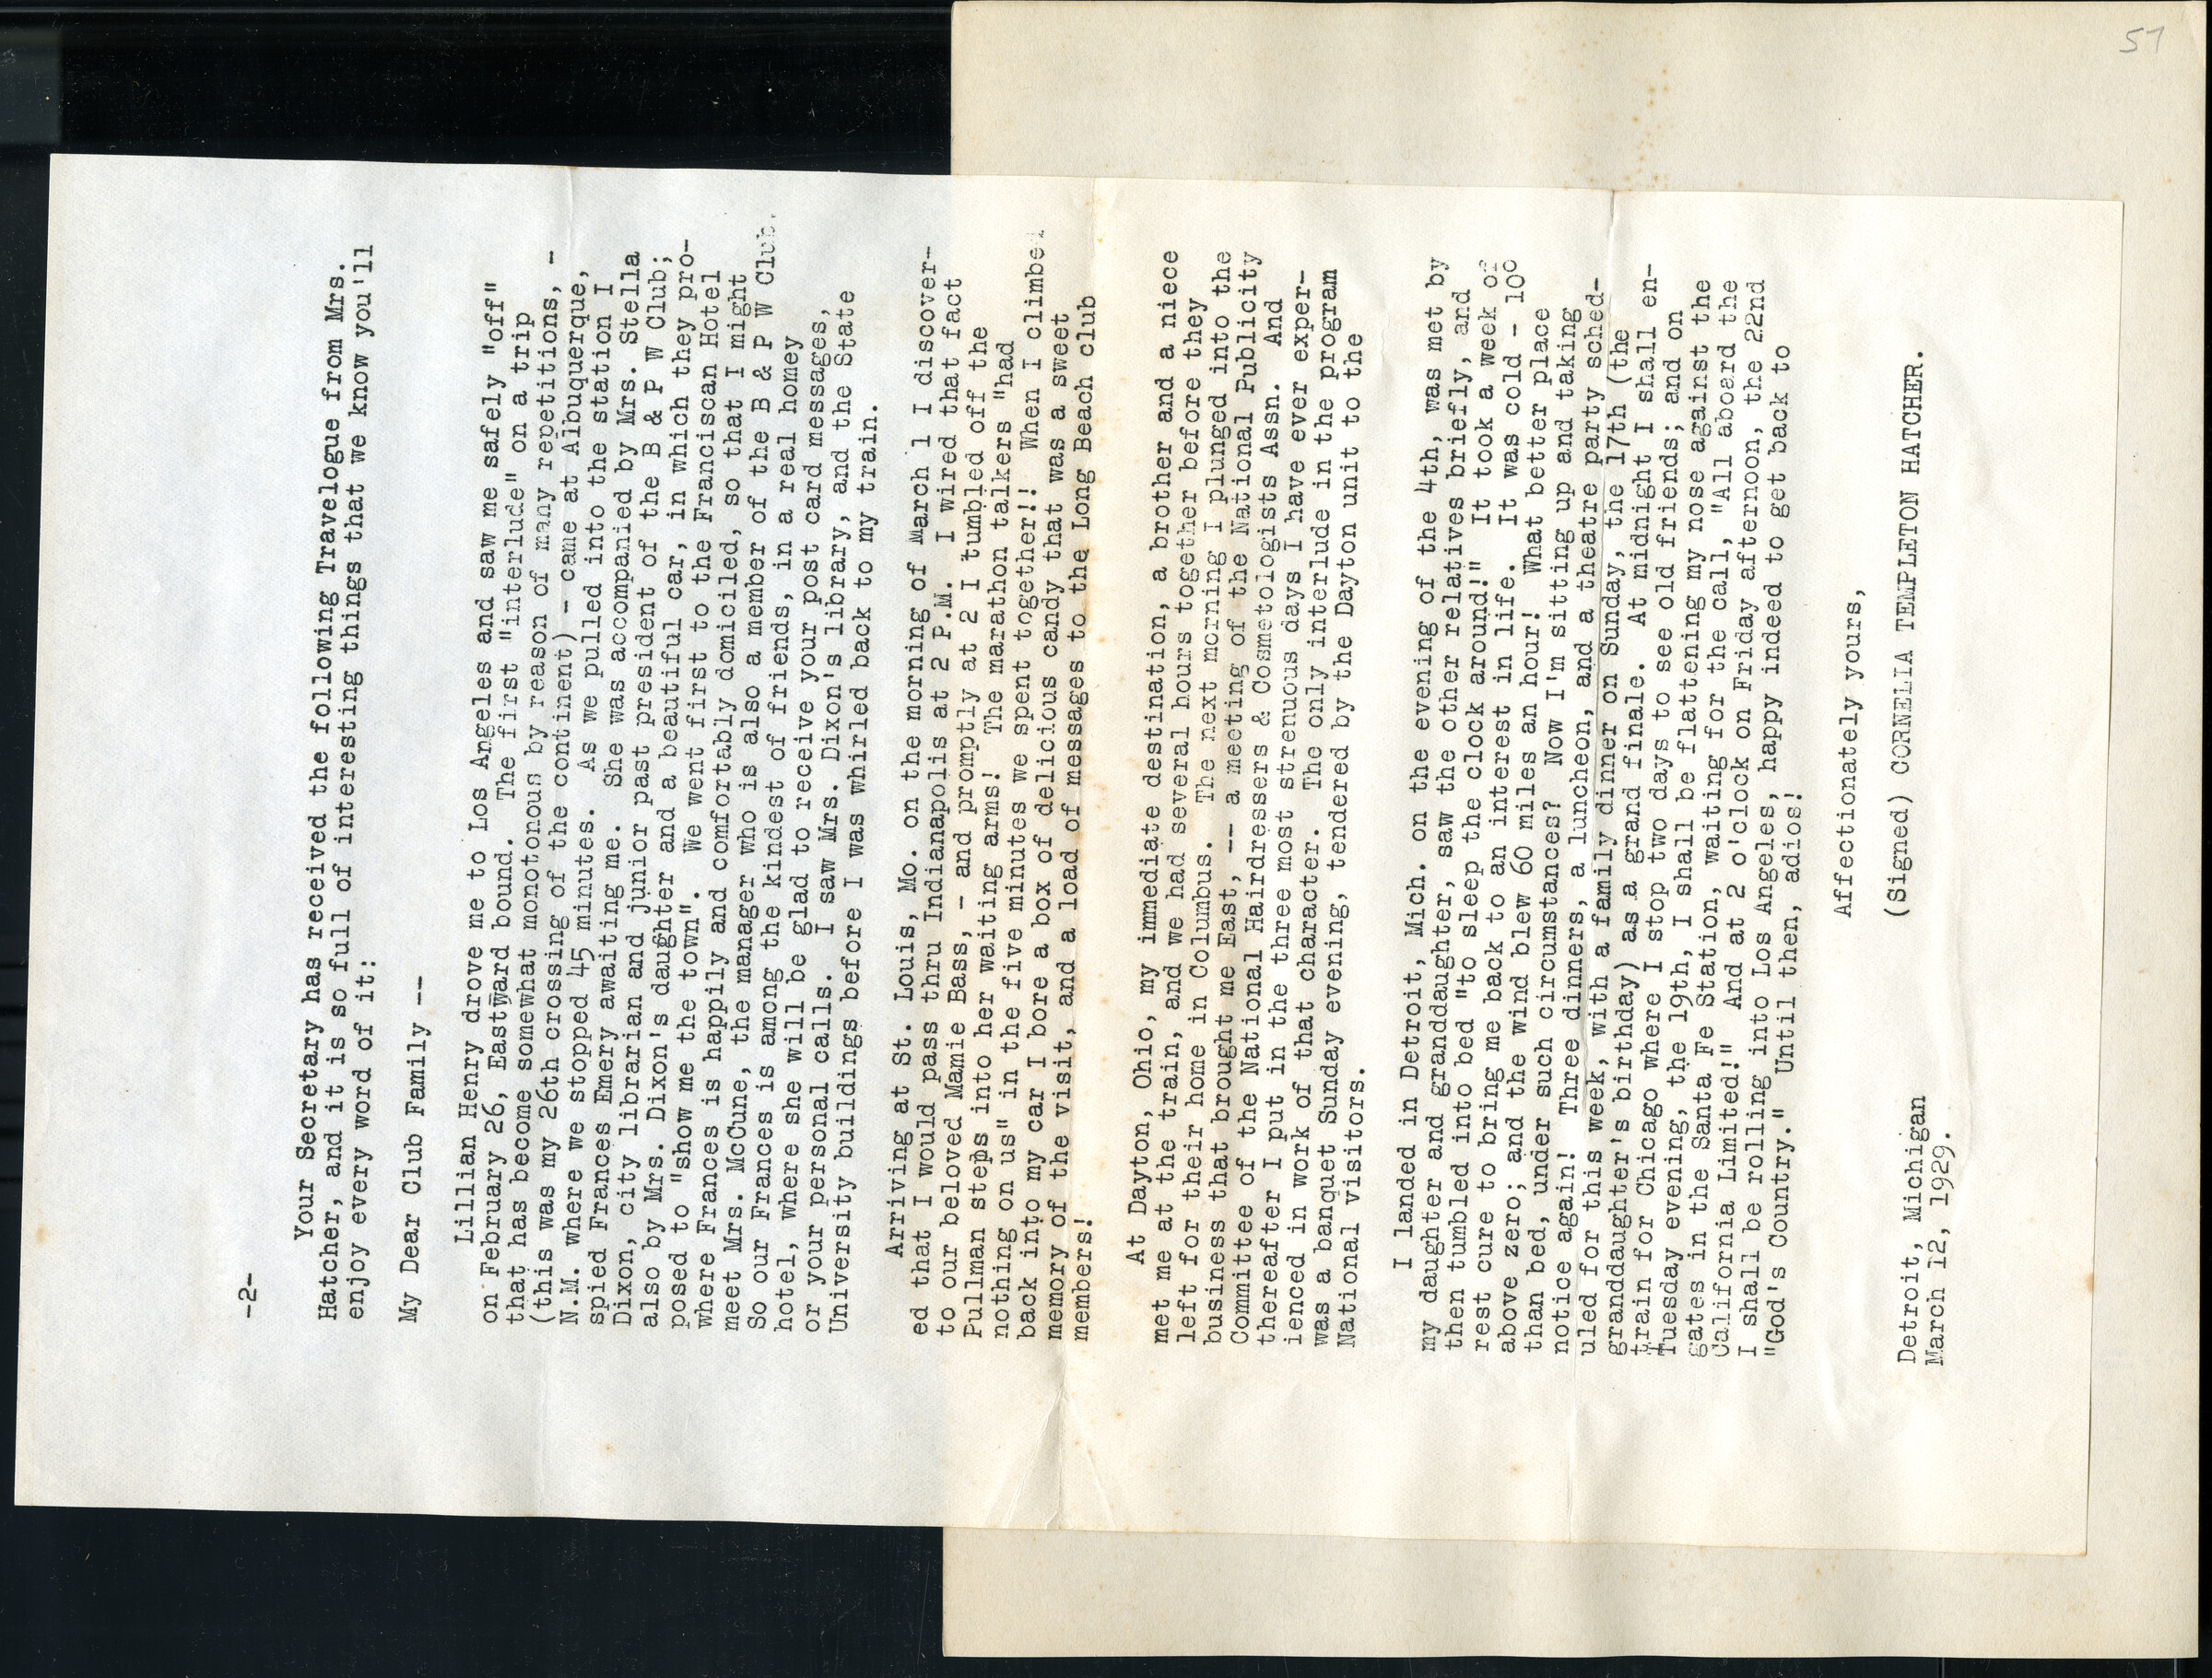 57
-2-
Your Secretary has received the following Travelogue from Mrs.
Hatcher, and it is so full of interesting things that we know you'll
enjoy every word of it:
My Dear Club Family --
Lillian Henry drove me to Los Angeles and saw me safely "off"
on February 26, Eastward bound. The first "interlude" on a trip
that has become somewhat monotonous by reason of many repetitions, -
(this was my 26th crossing of the continent) - came at Albuquerque,
N.M. where we stopped 45 minutes. As we pulled into the station I
spied Frances Emery awaiting me. She was accompanied by Mrs. Stella
Dixon, city librarian and junior past president of the B & P W Club;
also by Mrs. Dixon's daughter and a beautiful car, in which they pro-
posed to "show me the town". We went first to the Franciscan Hotel
where Frances is happily and comfortably domiciled, so that I might
meet Mrs. McCune, the manager who is also a member of the B & P W Club.
So our Frances is among the kindest of friends, in a real homey
hotel, where she will be glad to receive your post card messages,
or your personal calls. I saw Mrs. Dixon's library, and the State
University buildings before I was whirled back to my train.
Arriving at St. Louis, Mo. on the morning of March 1 I discover-
ed that I would pass thru Indianapolis at 2 P.M. I wired that fact
to our beloved Mamie Bass, - and promptly at 2 I tumbled off the
Pullman steps into her waiting arms! The marathon talkers "had
nothing on us" in the five minutes we spent together!! When I climbed
back into my car I bore a box of delicious candy that was a sweet
memory of the visit, and a load of messages to the Long Beach club
members!
At Dayton, Ohio, my immediate destination, a brother and a niece
met me at the train, and we had several hours together before they
left for their home in Columbus. The next morning I plunged into the
business that brought me East, -- a meeting of the National Publicity
Committee of the National Hairdressers & Cosmetologists Assn. And
thereafter I put in the three most strenuous days I have ever exper-
ienced in work of that character. The only interlude in the program
was a banquet Sunday evening, tendered by the Dayton unit to the
National visitors.
I landed in Detroit, Mich. on the evening of the 4th, was met by
my daughter and granddaughter, saw the other relatives briefly, and
then tumbled into bed "to sleep the clock around!" It took a week of
rest cure to bring me back to an interest in life. It was cold - 10°
above zero; and the wind blew 60 miles an hour! What better place
than bed, under such circumstances? Now I'm sitting up and taking
notice again! Three dinners, a luncheon, and a theatre party sched-
uled for this week, with a family dinner on Sunday, the 17th (the
granddaughter's birthday) as a grand finale. At midnight I shall en-
train for Chicago where I stop two days to see old friends; and on
Tuesday evening, the 19th, I shall be flattening my nose against the
gates in the Santa Fe Station, waiting for the call, "All aboard the
California Limited!" And at 2 o'clock on Friday afternoon, the 22nd
I shall be rolling into Los Angeles, happy indeed to get back to
"God's Country." Until then, adios!
Affectionately yours,
(Signed) CORNELIA TEMPLETON HATCHER.
Detroit, Michigan
March 12, 1929.